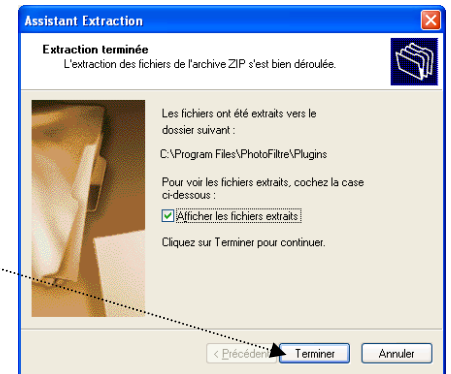 Assistant Extraction
Extraction terminée
L'extraction des fichiers de l'archive ZIP s'est bien déroulée.
Les fichiers ont été extraits vers le
dossier suivant :
C:\Program Files\PhotoFiltre\Plugins
Pour voir les fichiers extraits, cochez la case
ci-dessous :
Afficher les fichiers extraits
Cliquez sur Terminer pour continuer.
< Précédent Terminer Annuler